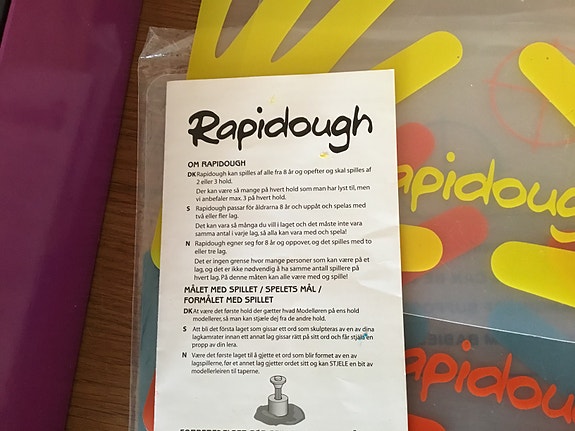 Rapidough
OM RAPIDOUGH
DK Rapidough kan spilles af alle fra 8 år og opefter og skal spilles af
2 eller 3 hold.
Der kan være så mange på hvert hold som man har lyst til, men
vi anbefaler max. 3 på hvert hold.
S Rapidough passar för åldrarna 8 år och uppåt och spelas med
två eller fler lag.
Det kan vara så många du vill i laget och det måste inte vara
samma antal i varje lag, så alla kan vara med och spela!
N Rapidough egner seg for 8 år og oppover, og det spilles med to
eller tre lag.
Det er ingen grense hvor mange personer som kan være på et
lag, og det er ikke nødvendig å ha samme antall spillere på
hvert lag. På denne måten kan alle være med og spille!
MÅLET MED SPILLET / SPELETS MÅL /
FORMÅLET MED SPILLET
DK At være det første hold der gætter hvad Modelløren på ens hold
modellerer, så man kan stjæle dej fra de andre hold.
S Att bli det första laget som gissar ett ord som skulpteras av en av dina
lagkamrater innan ett annat lag gissar rätt på sitt ord och får stjäla en
propp av din lera.
N Være det første laget til å gjette et ord som blir formet av en av
lagspillerne, før et annet lag gjetter ordet sitt og kan STJELE en bit av
modelleleiren til taperne.
apidough
Rapidough